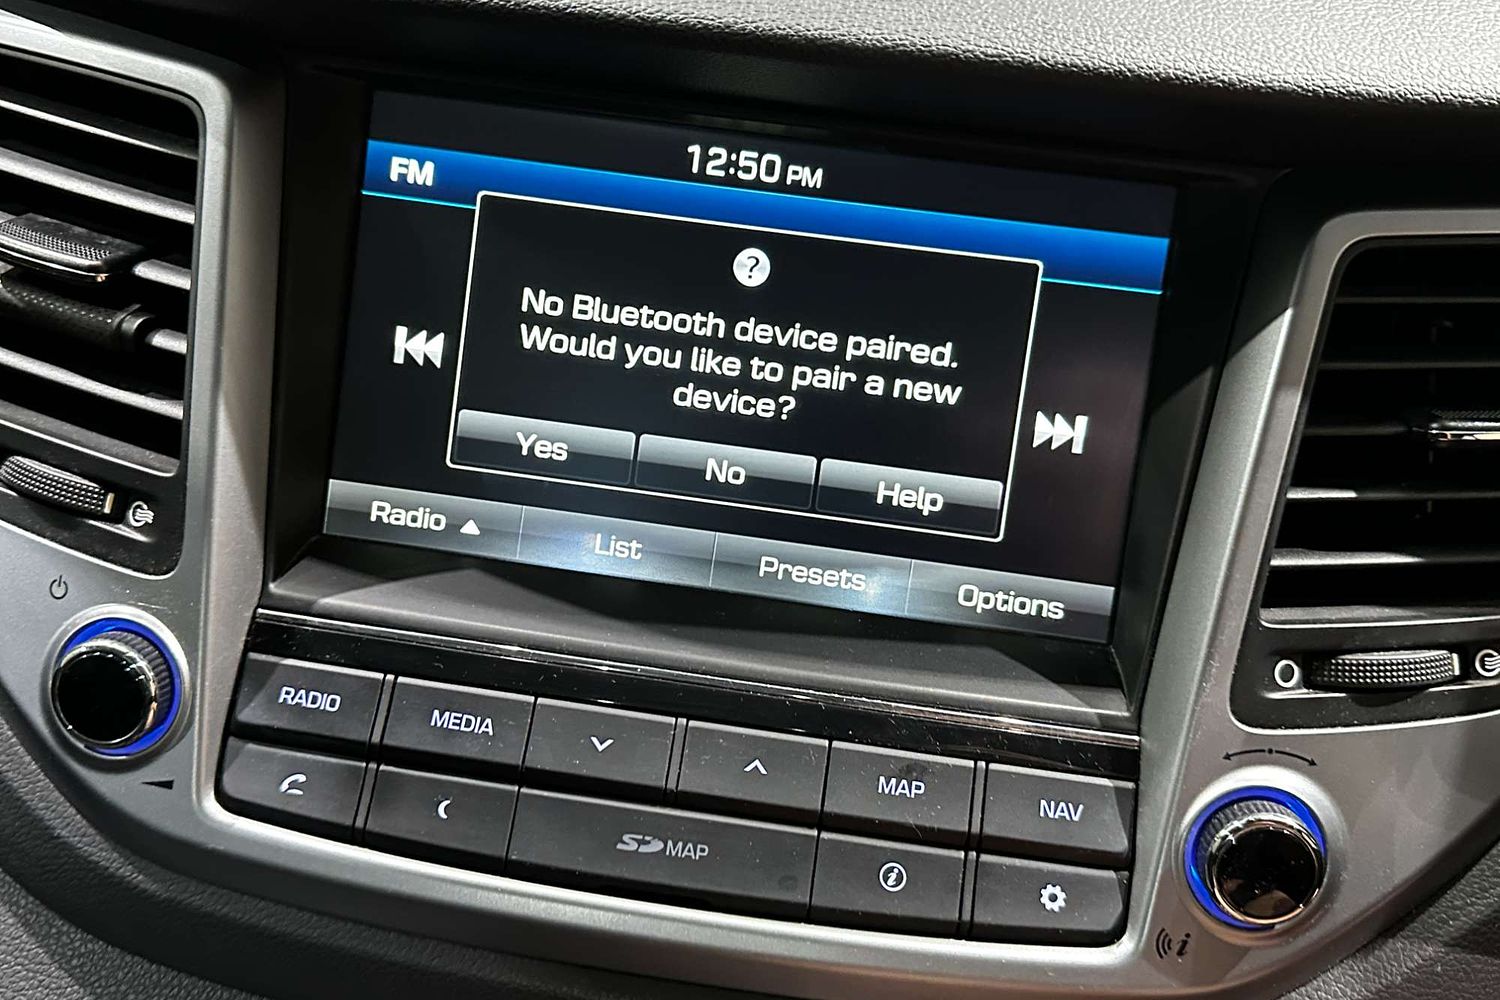 12:50 PM
FM
?
No Bluetooth device paired.
Would you like to pair a new
device?
Yes
No
Help
Radio ▲
List
Presets
Options
RADIO
MEDIA
MAP
NAV
SD MAP
i
i